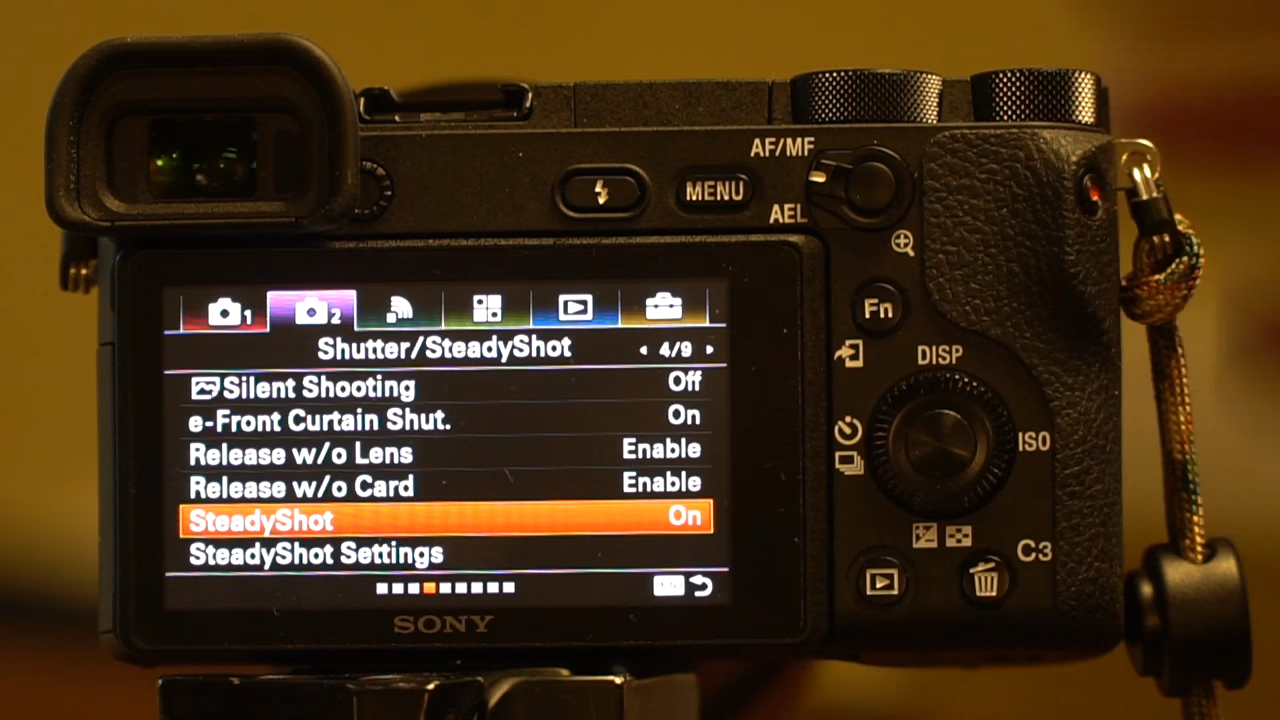 AF/MF
MENU
AEL
Fn
1
2
Shutter/SteadyShot 4/9
Silent Shooting Off
e-Front Curtain Shut. On
Release w/o Lens Enable
Release w/o Card Enable
SteadyShot On
SteadyShot Settings
MENU
SONY
DISP
ISO
C3